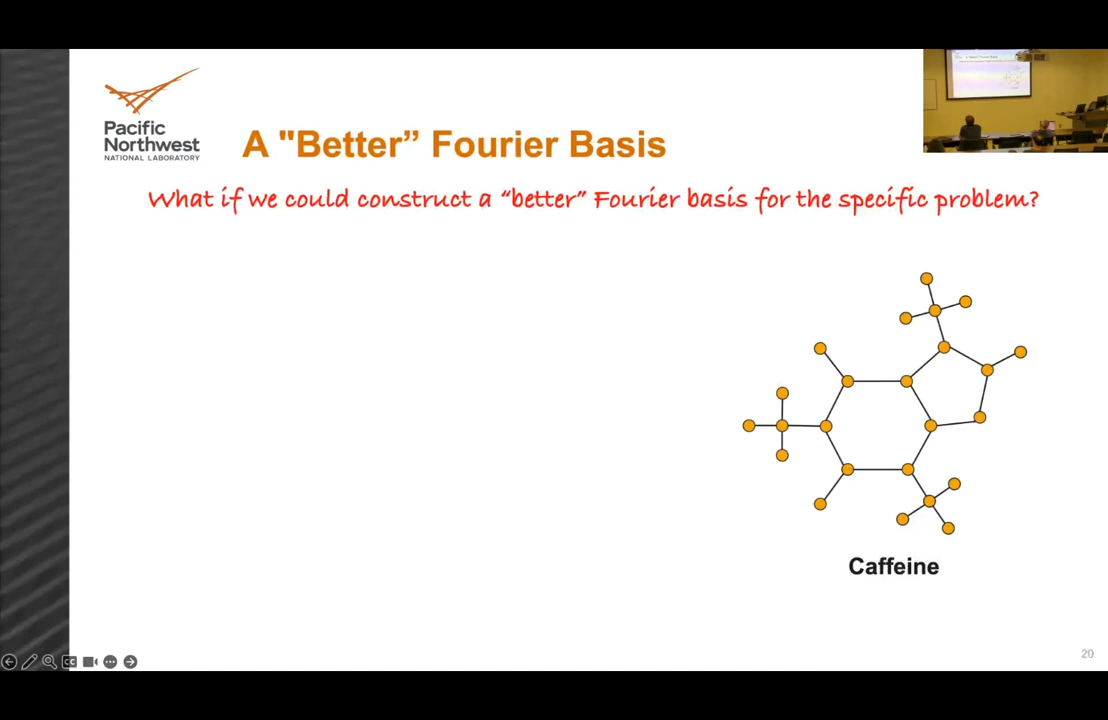 Pacific
Northwest
NATIONAL LABORATORY
A "Better” Fourier Basis
What if we could construct a “better” Fourier basis for the specific problem?
Caffeine
20
CC